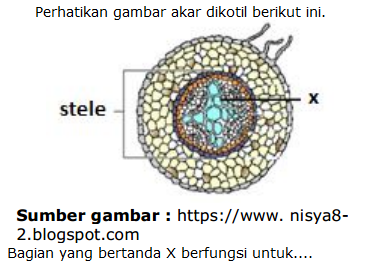 Perhatikan gambar akar dikotil berikut ini.
stele
x
Sumber gambar : https://www. nisya8-
2.blogspot.com
Bagian yang bertanda X berfungsi untuk....